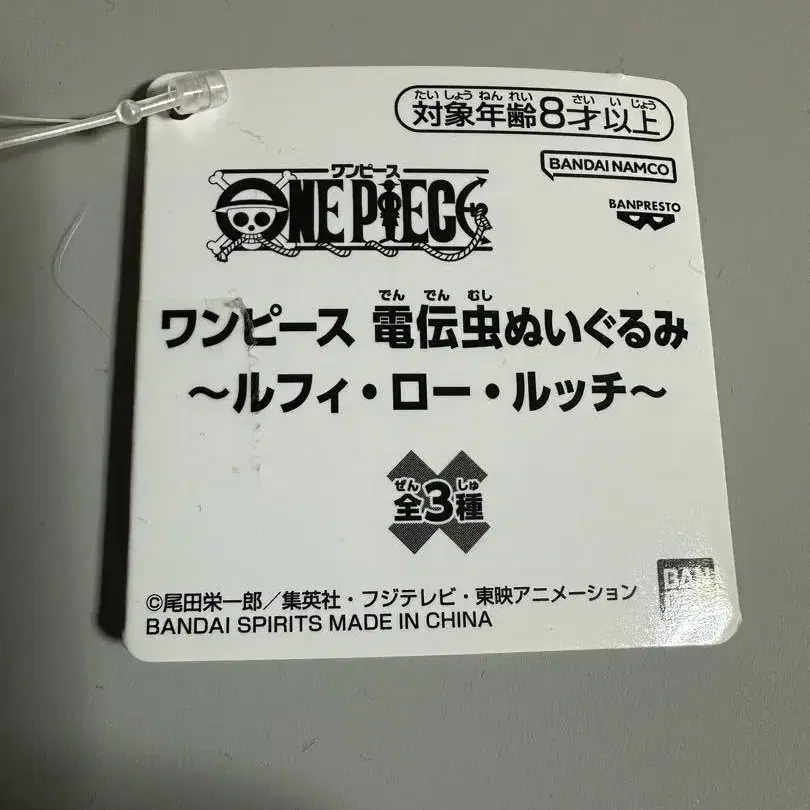 たいしょうねんれい さいいじょう
対象年齢8才以上
BANDAI NAMCO
BANPRESTO
ワンピース
ONE PIECE
でんでんむし
ワンピース 電伝虫ぬいぐるみ
～ルフィ・ロー・ルッチ～
ぜん しゅ
全3種
©尾田栄一郎／集英社・フジテレビ・東映アニメーション
BANDAI SPIRITS MADE IN CHINA
BAN